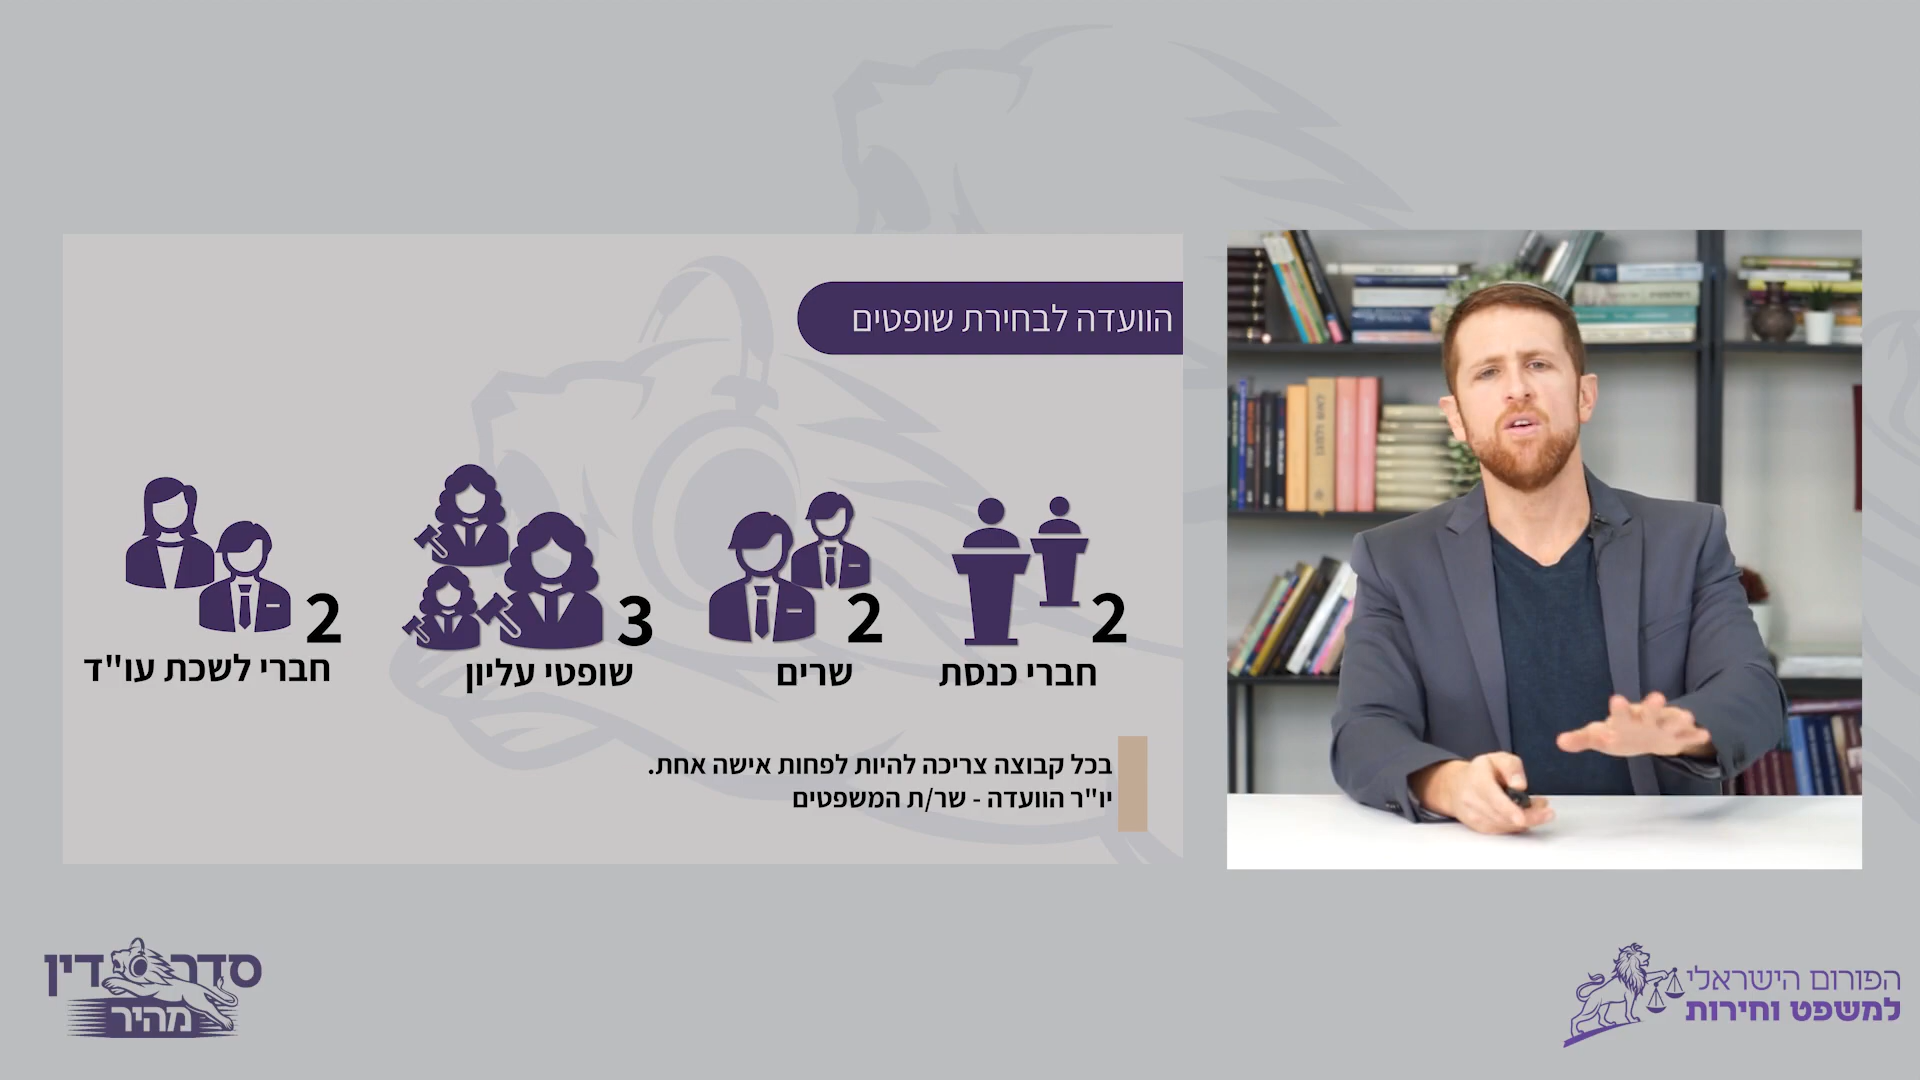 הוועדה לבחירת שופטים
2
חברי כנסת
2
שרים
3
שופטי עליון
2
חברי לשכת עו"ד
בכל קבוצה צריכה להיות לפחות אישה אחת.
יו"ר הוועדה - שר/ת המשפטים
סדר דין
מהיר
הפורום הישראלי
למשפט וחירות